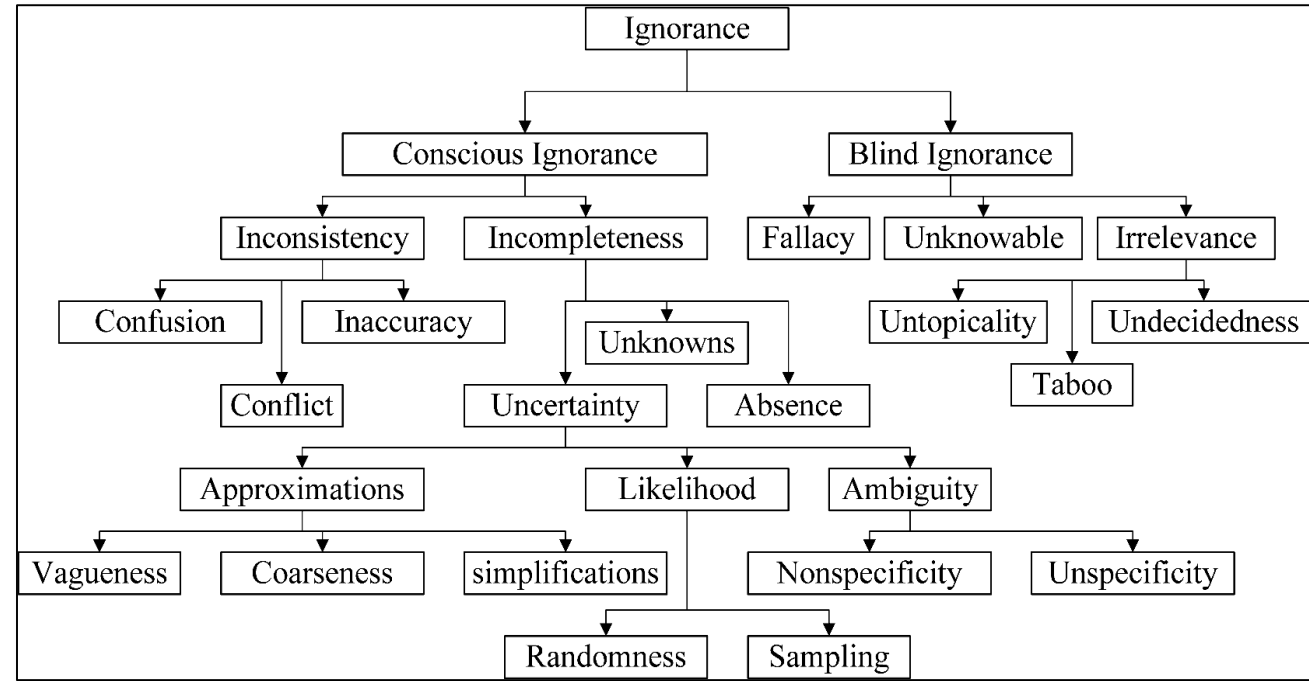 Ignorance
Conscious Ignorance
Blind Ignorance
Inconsistency
Incompleteness
Fallacy
Unknowable
Irrelevance
Confusion
Inaccuracy
Unknowns
Untopicality
Undecidedness
Conflict
Uncertainty
Absence
Taboo
Approximations
Likelihood
Ambiguity
Vagueness
Coarseness
simplifications
Nonspecificity
Unspecificity
Randomness
Sampling